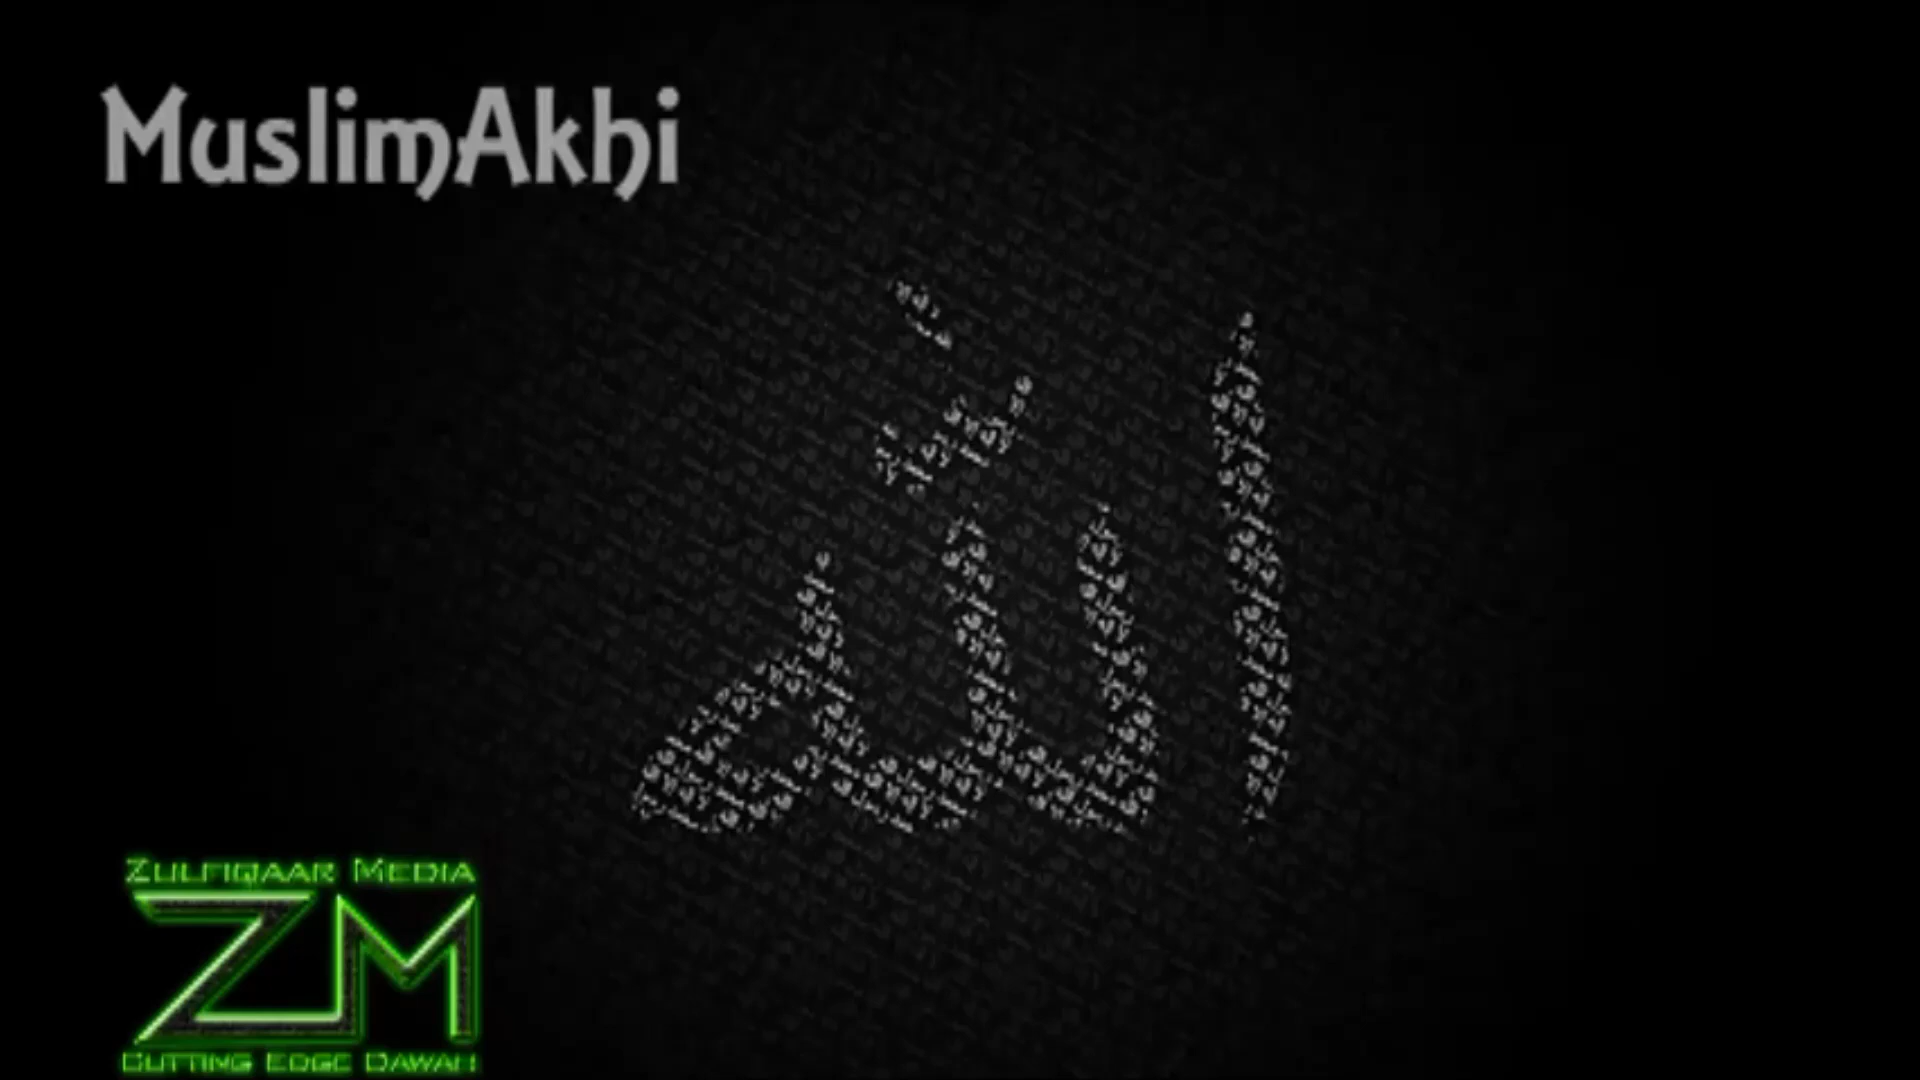 MuslimAkhi
الله
ZULFIQAAR MEDIA
ZM
CUTTING EDGE DAWAH